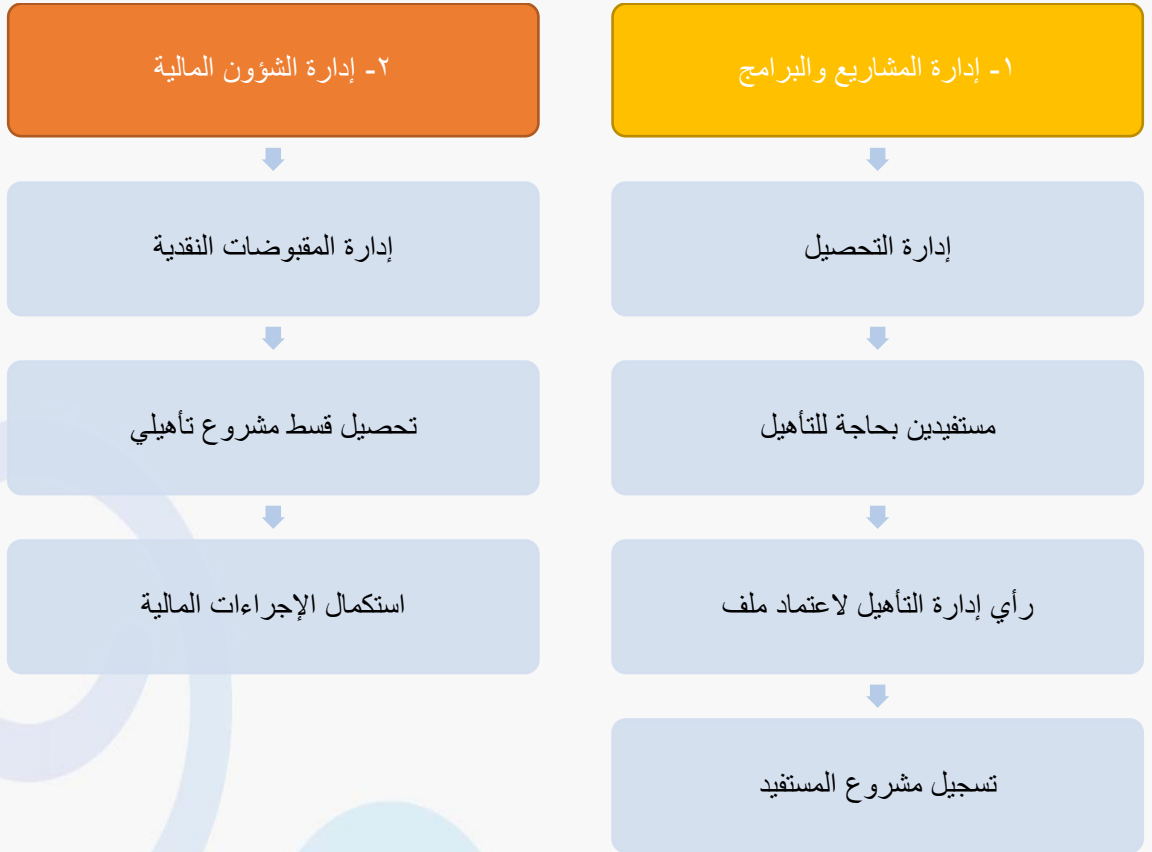 ١- إدارة المشاريع والبرامج
إدارة التحصيل
مستفيدين بحاجة للتأهيل
رأي إدارة التأهيل لاعتماد ملف
تسجيل مشروع المستفيد
٢- إدارة الشؤون المالية
إدارة المقبوضات النقدية
تحصيل قسط مشروع تأهيلي
استكمال الإجراءات المالية